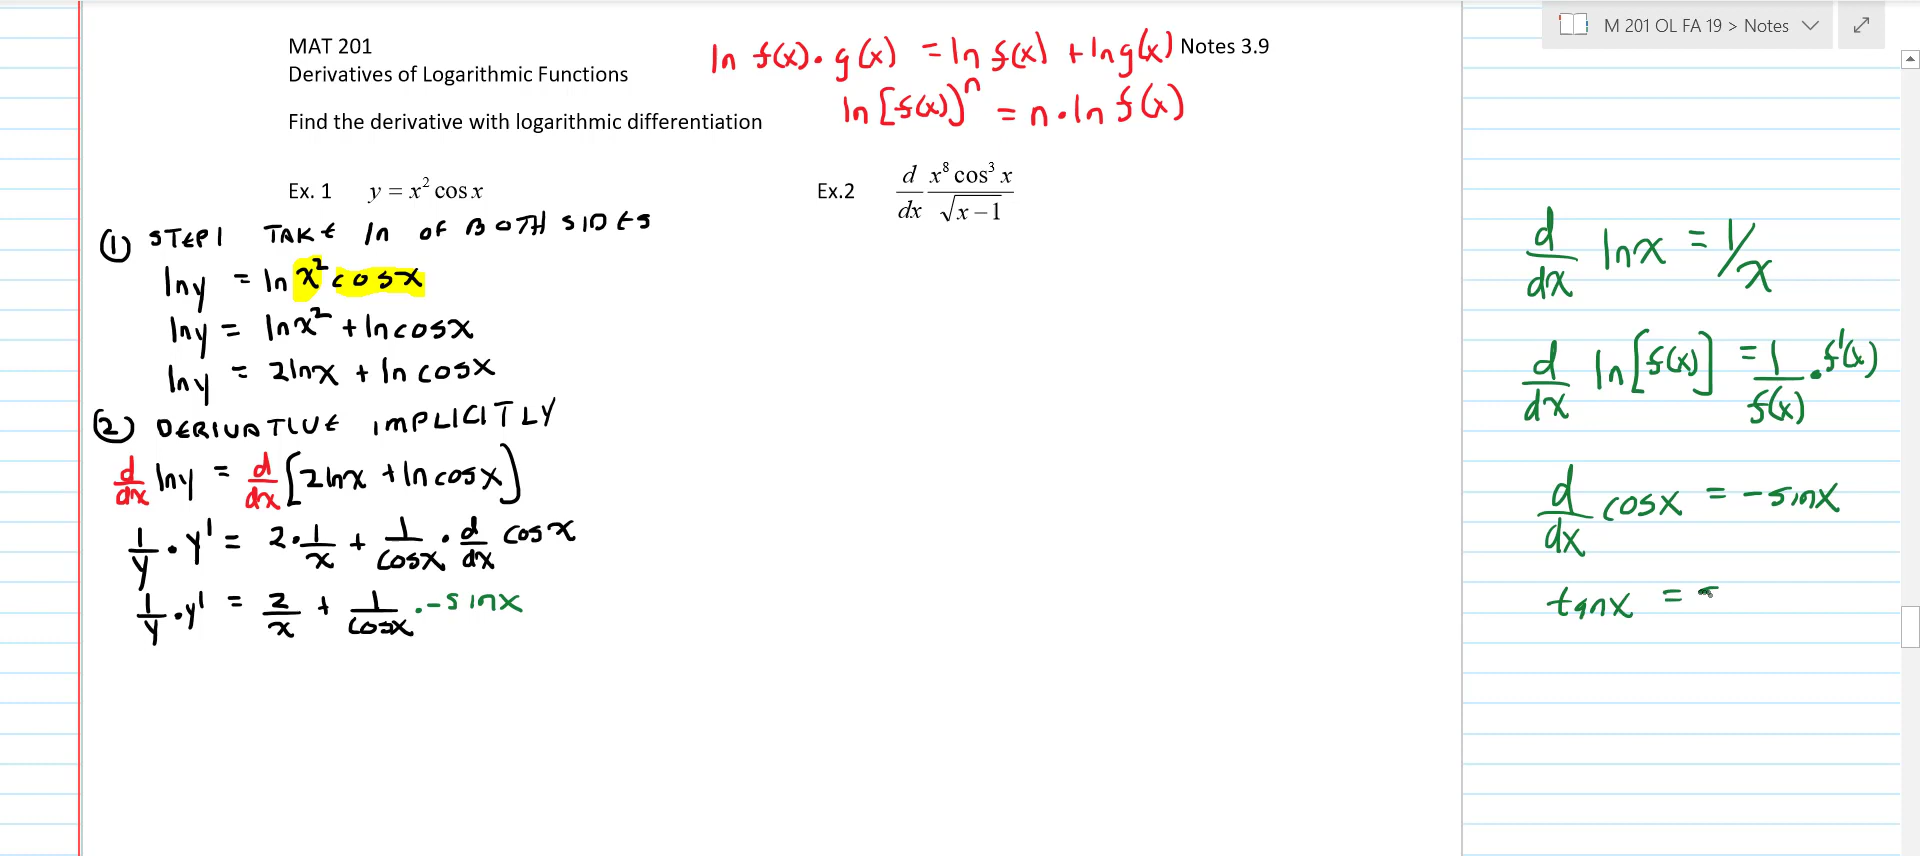 M 201 OL FA 19 > Notes
MAT 201
Derivatives of Logarithmic Functions
Notes 3.9
ln f(x)·g(x) = ln f(x) + ln g(x)
ln [f(x)]^n = n·ln f(x)
Find the derivative with logarithmic differentiation
Ex. 1 y = x² cos x
① STEP 1 TAKE ln OF BOTH SIDES
ln y = ln x² cos x
ln y = ln x² + ln cos x
ln y = 2 ln x + ln cos x
② DERIVATIVE IMPLICITLY
d/dx ln y = d/dx [2 ln x + ln cos x]
1/y · y' = 2 · 1/x + 1/cos x · d/dx cos x
1/y · y' = 2/x + 1/cos x · -sin x
Ex.2 d/dx x⁸ cos³ x / √(x−1)
d/dx ln x = 1/x
d/dx ln [f(x)] = 1/f(x) · f'(x)
d/dx cos x = -sin x
tan x =